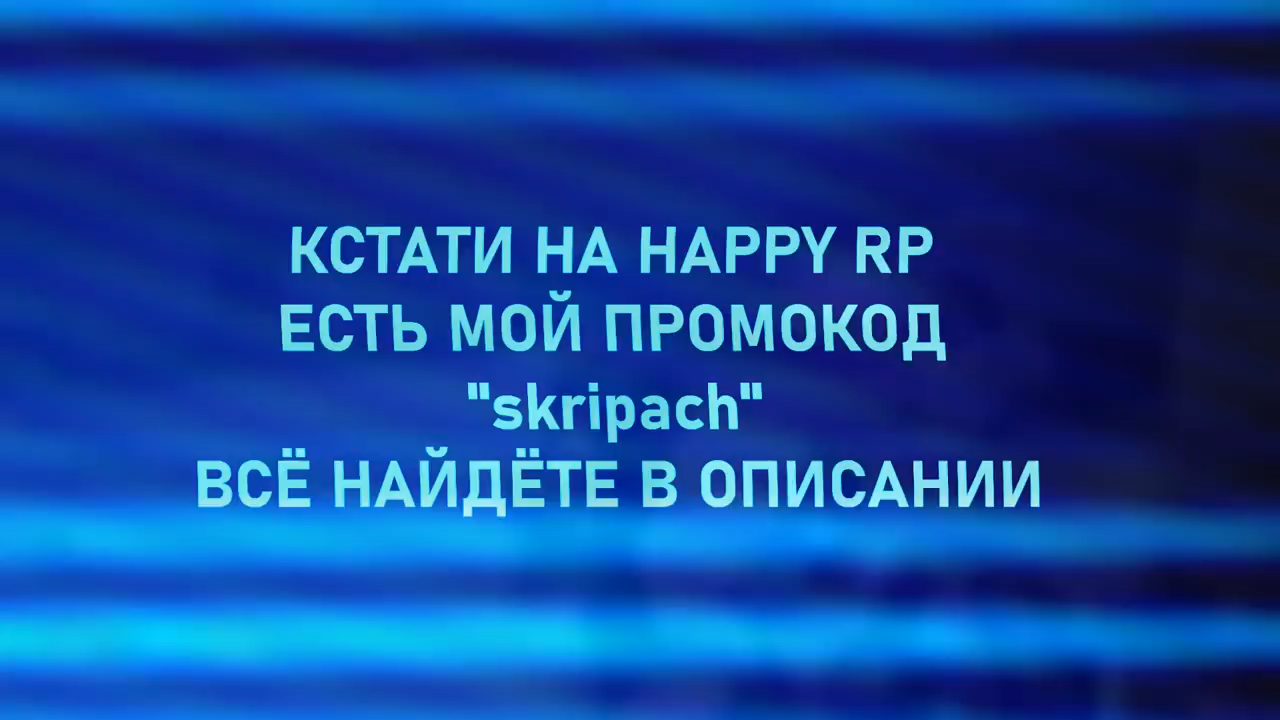 КСТАТИ НА HAPPY RP
ЕСТЬ МОЙ ПРОМОКОД
"skripach"
ВСЁ НАЙДЁТЕ В ОПИСАНИИ